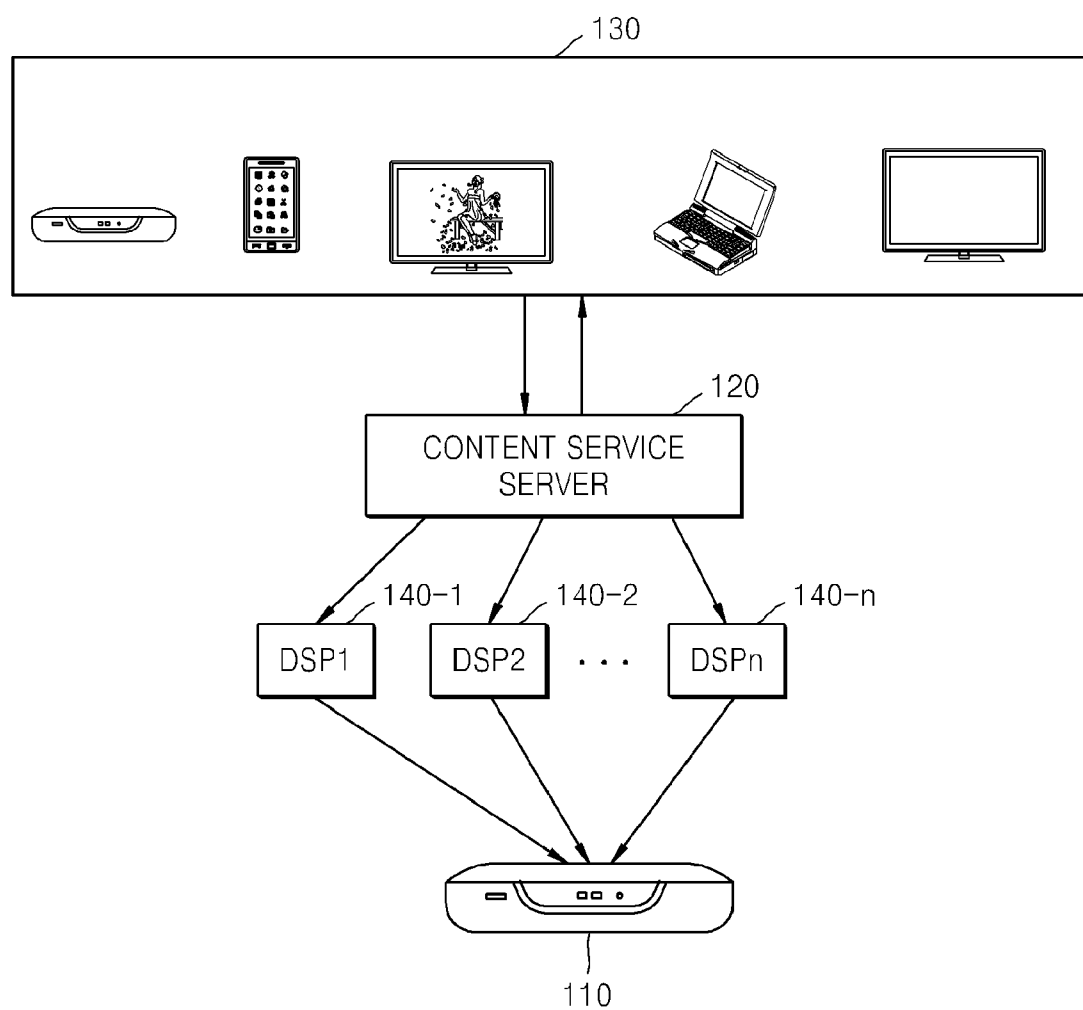 130
120
CONTENT SERVICE
SERVER
140-1 140-2 140-n
DSP1 DSP2 ... DSPn
110